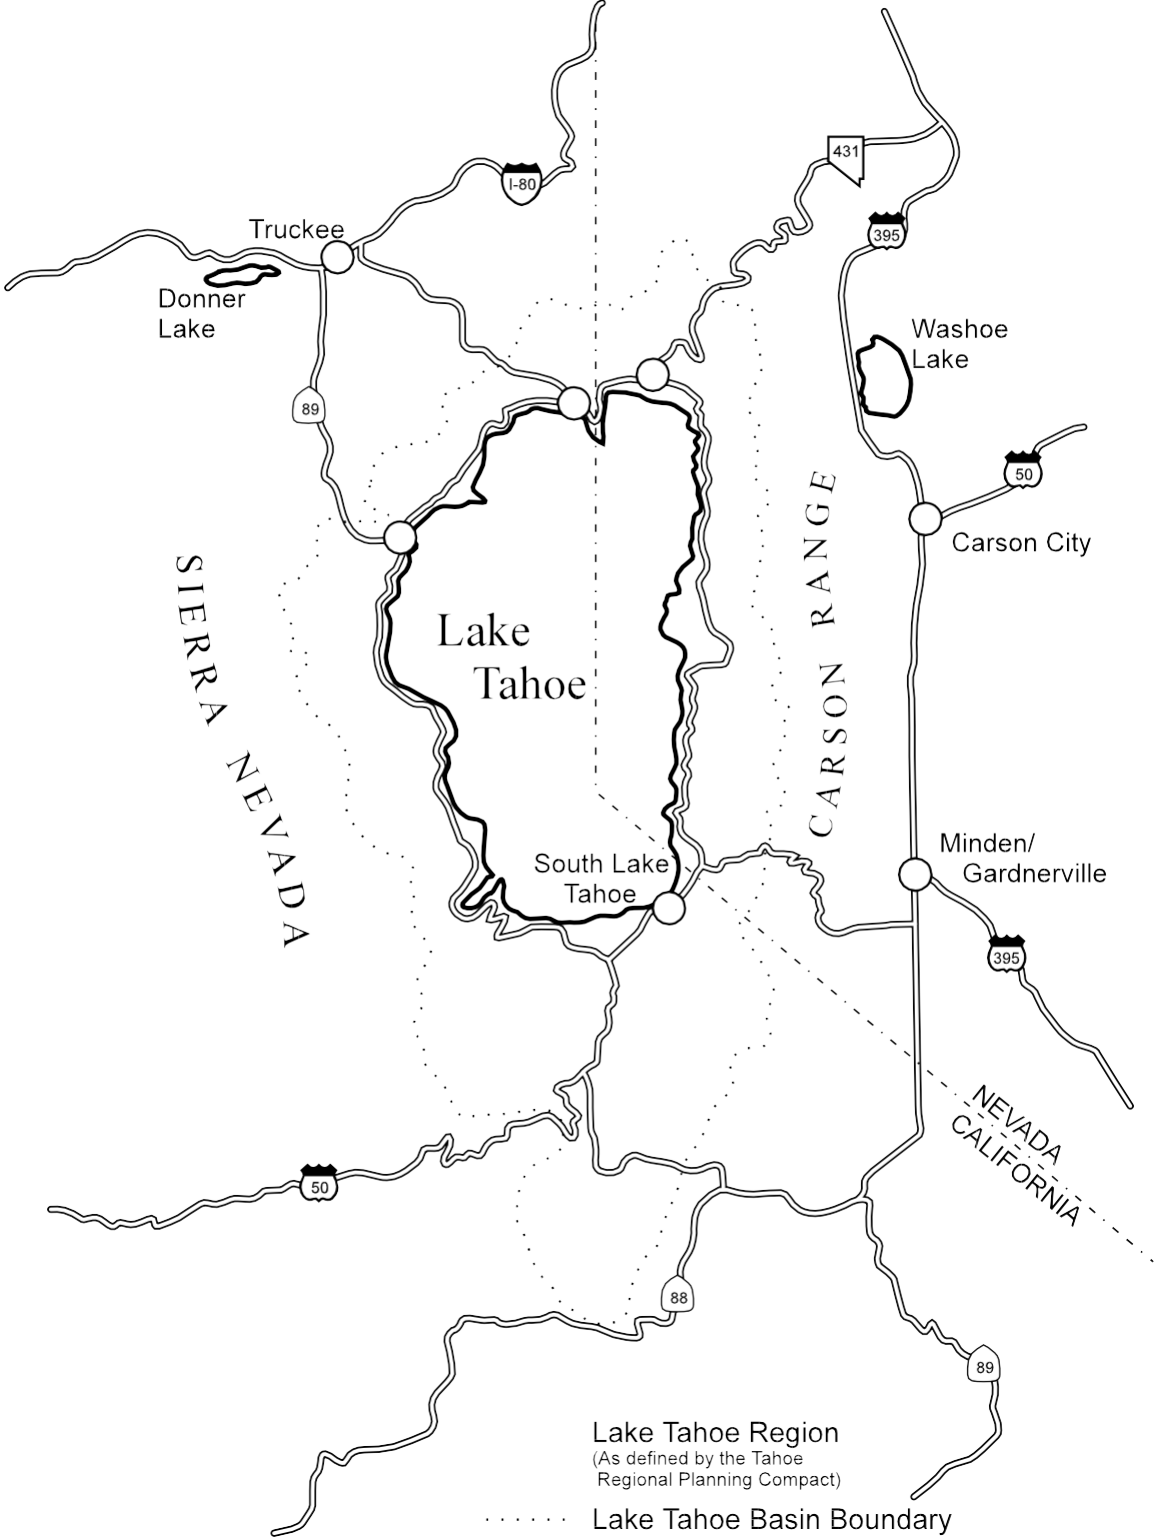 431
I-80
Truckee
395
Donner
Lake
Washoe
Lake
89
50
Carson City
SIERRA NEVADA
CARSON RANGE
Lake
Tahoe
South Lake
Tahoe
Minden/
Gardnerville
395
NEVADA
CALIFORNIA
50
88
89
Lake Tahoe Region
(As defined by the Tahoe
Regional Planning Compact)
Lake Tahoe Basin Boundary